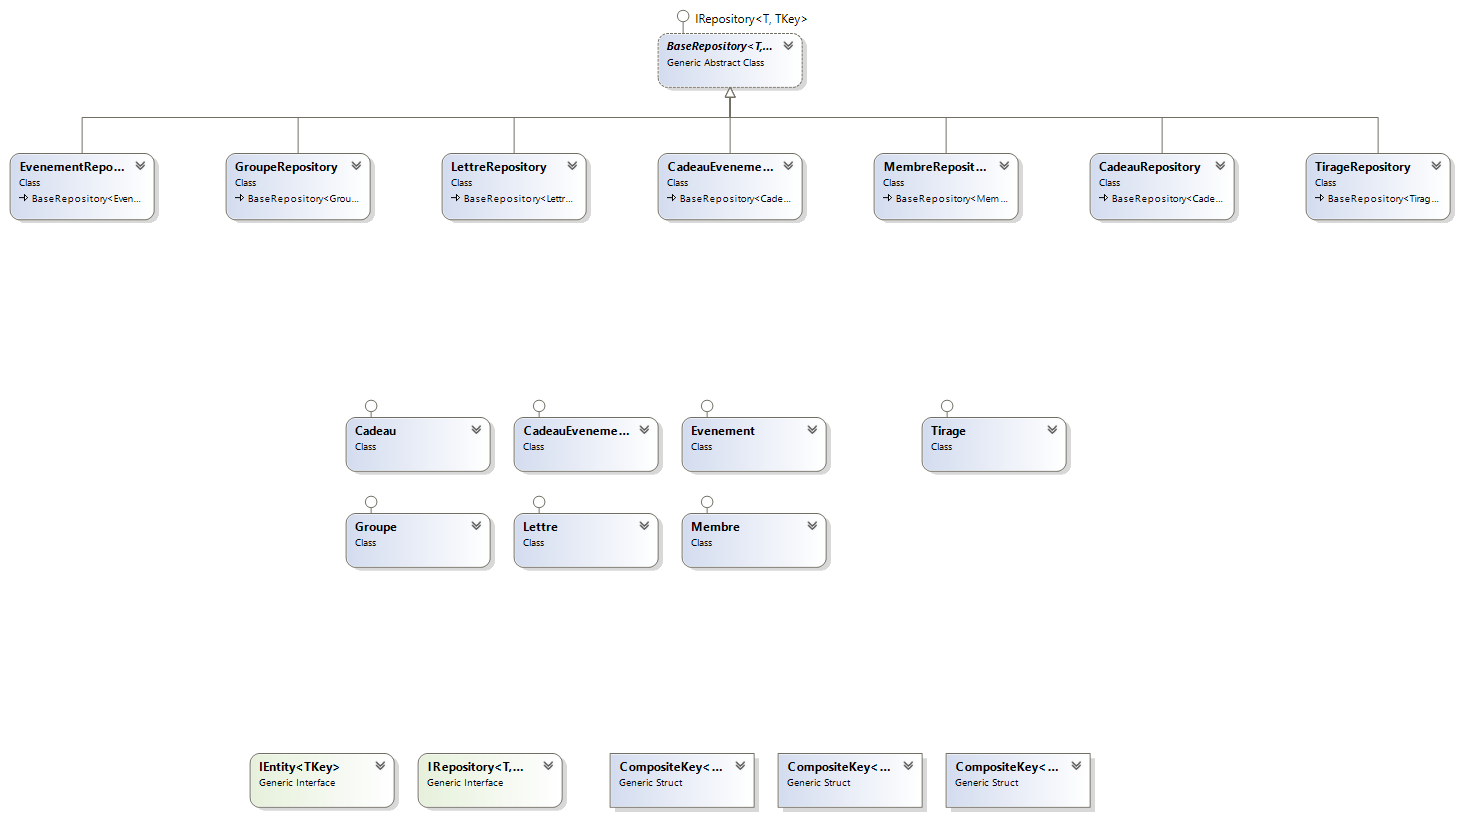 IRepository<T, TKey>
BaseRepository<T,...
Generic Abstract Class
EvenementRepo...
Class
BaseRepository<Even...
GroupeRepository
Class
BaseRepository<Grou...
LettreRepository
Class
BaseRepository<Lettr...
CadeauEveneme...
Class
BaseRepository<Cade...
MembreReposit...
Class
BaseRepository<Mem...
CadeauRepository
Class
BaseRepository<Cade...
TirageRepository
Class
BaseRepository<Tirag...
Cadeau
Class
CadeauEveneme...
Class
Evenement
Class
Tirage
Class
Groupe
Class
Lettre
Class
Membre
Class
IEntity<TKey>
Generic Interface
IRepository<T,...
Generic Interface
CompositeKey<...
Generic Struct
CompositeKey<...
Generic Struct
CompositeKey<...
Generic Struct